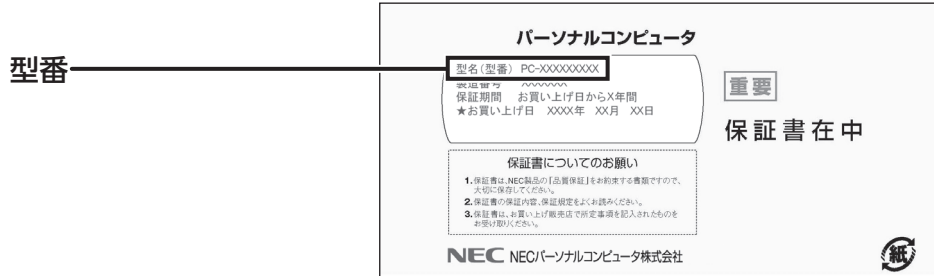 パーソナルコンピュータ
型番
型名(型番) PC-XXXXXXXXX
製造番号 XXXXXXX
保証期間 お買い上げ日からX年間
★お買い上げ日 XXXX年 XX月 XX日
重要
保証書在中
保証書についてのお願い
1.保証書は、NEC製品の「品質保証」をお約束する書類ですので、
大切に保存してください。
2.保証書の保証内容、保証規定をよくお読みください。
3.保証書は、お買い上げ販売店で所定事項を記入されたものを
お受け取りください。
NEC NECパーソナルコンピュータ株式会社
紙